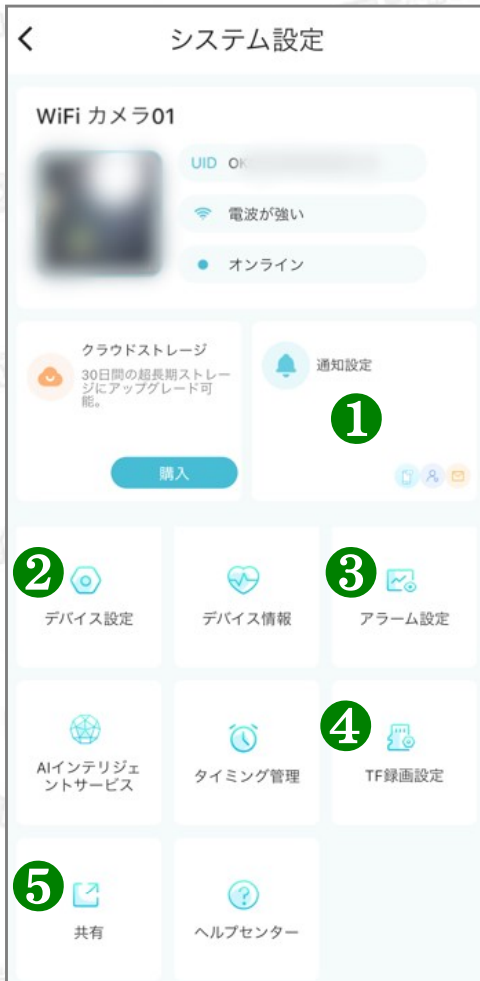 システム設定
WiFi カメラ01
UID OK
電波が強い
オンライン
クラウドストレージ
30日間の超長期ストレー
ジにアップグレード可
能。
購入
通知設定
❶
❷
デバイス設定
デバイス情報
❸
アラーム設定
AIインテリジェ
ントサービス
タイミング管理
❹
TF録画設定
❺
共有
ヘルプセンター